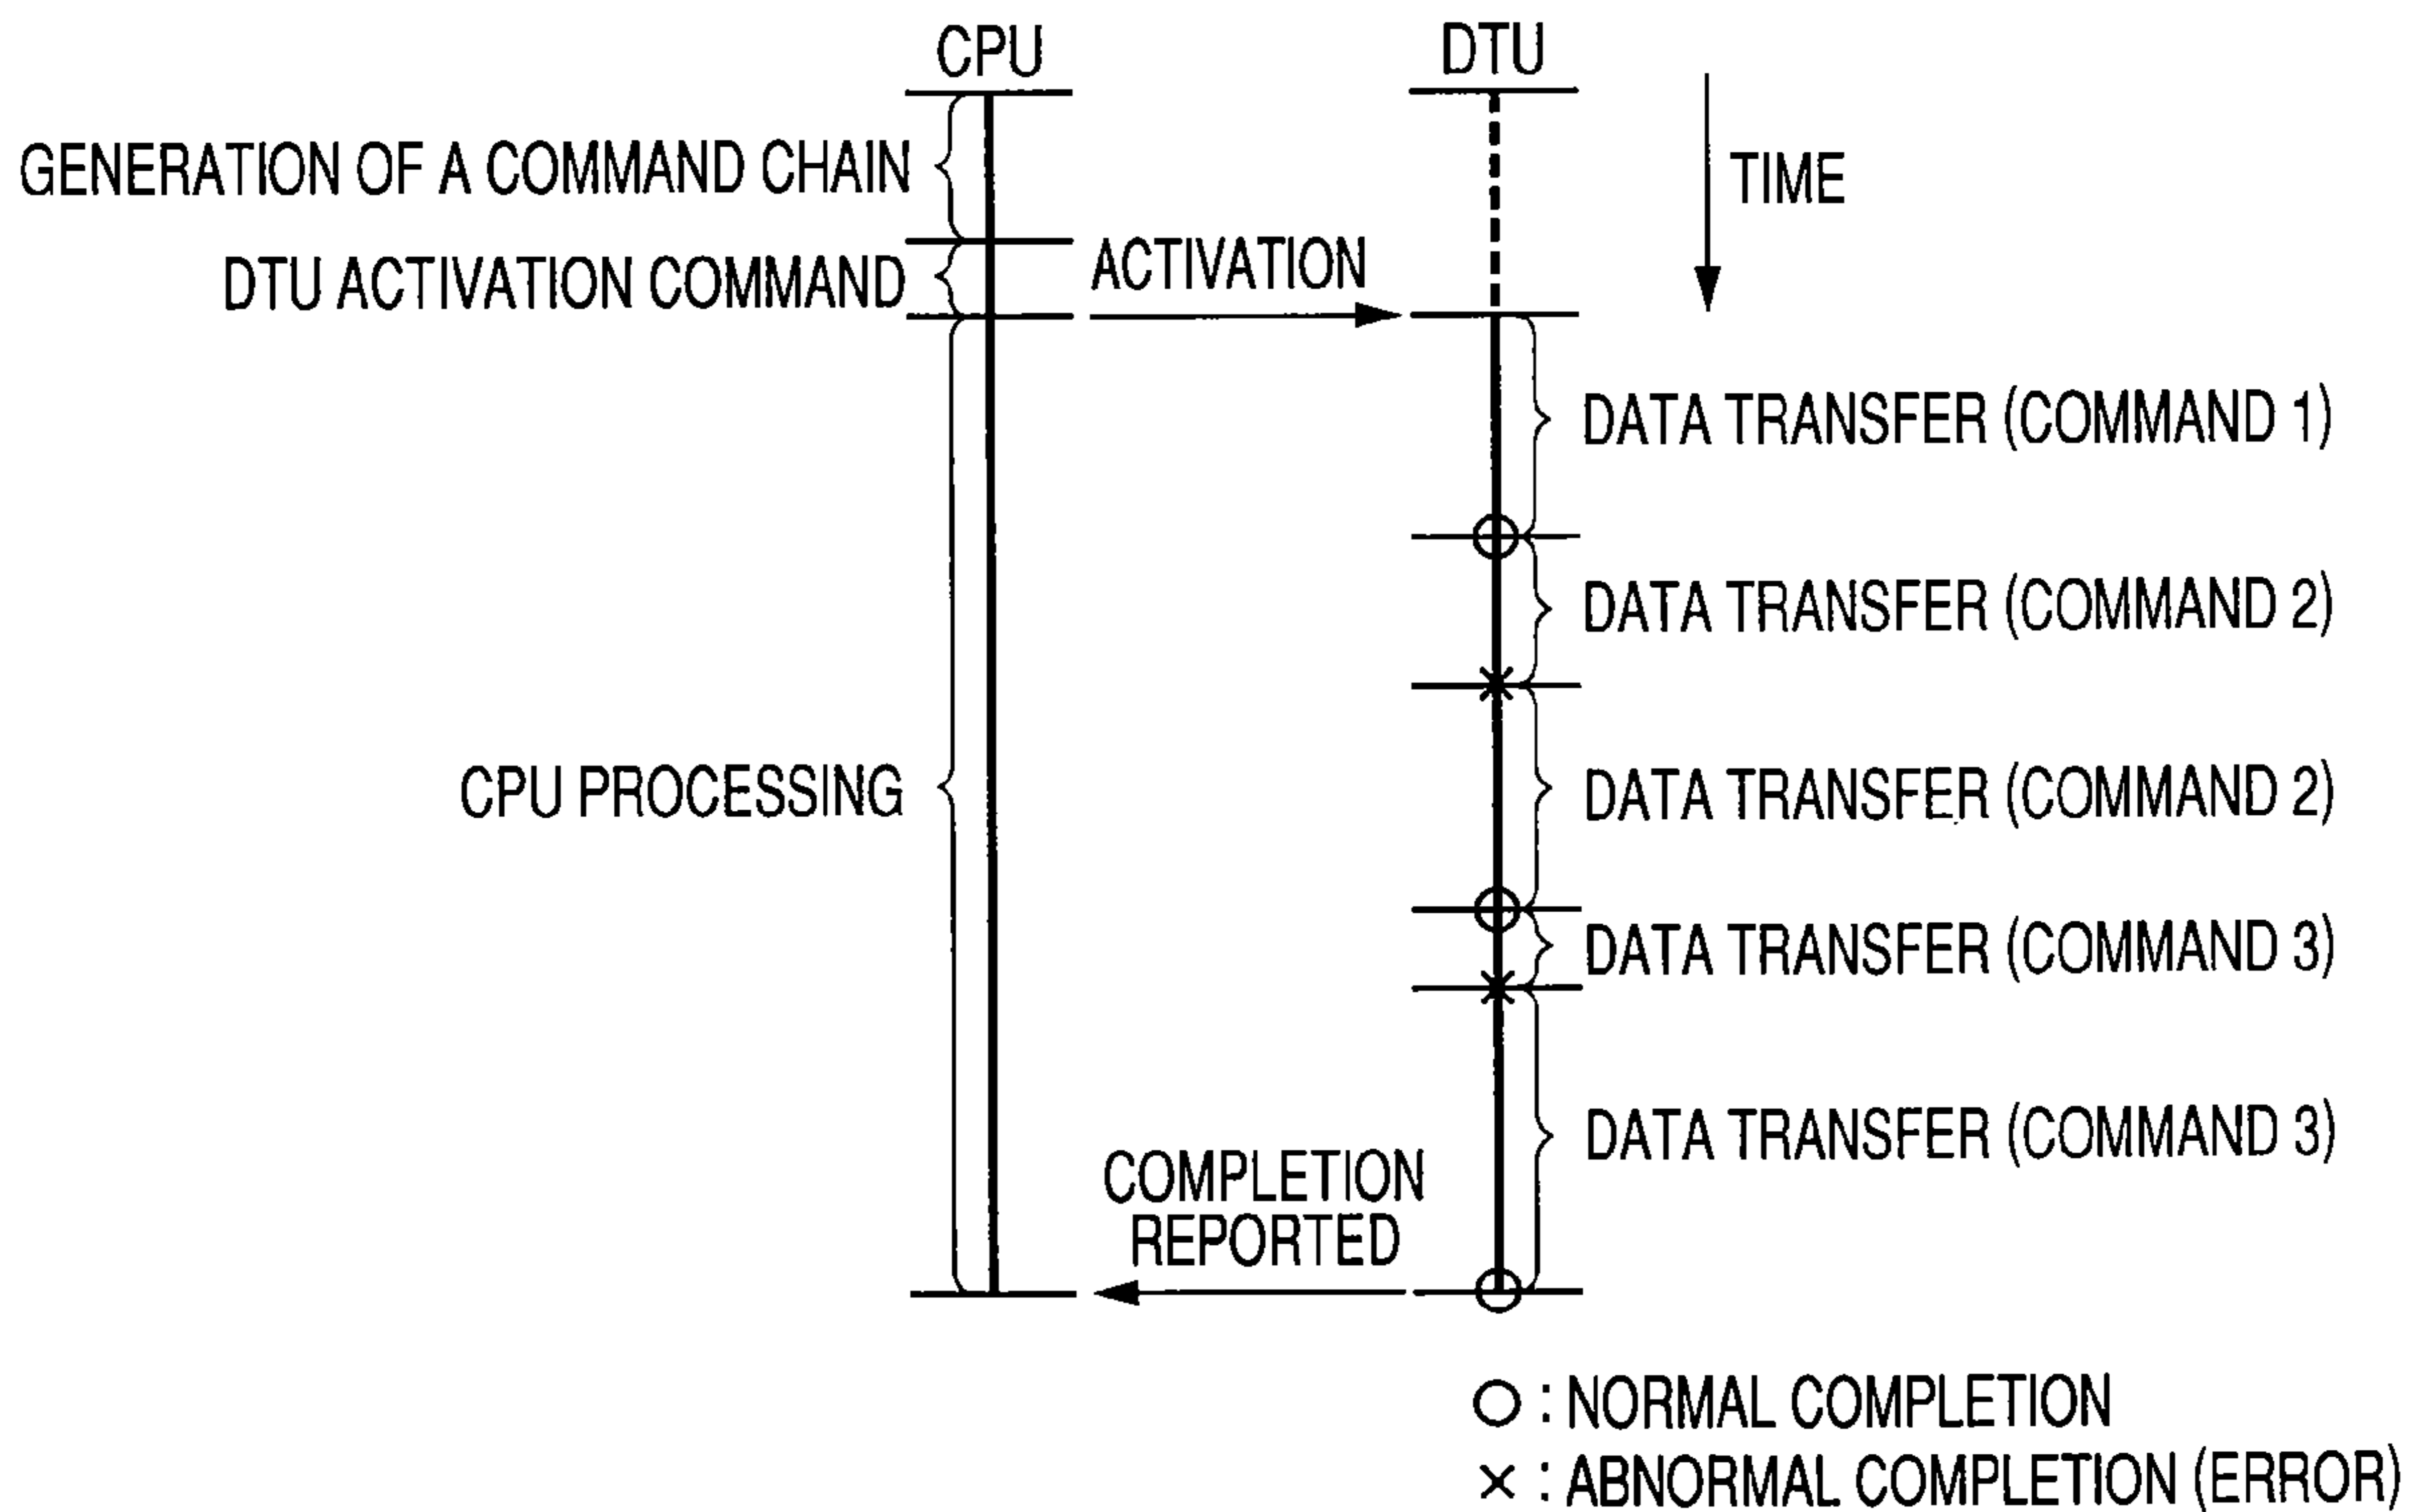 CPU
DTU
GENERATION OF A COMMAND CHAIN
TIME
DTU ACTIVATION COMMAND
ACTIVATION
DATA TRANSFER (COMMAND 1)
DATA TRANSFER (COMMAND 2)
CPU PROCESSING
DATA TRANSFER (COMMAND 2)
DATA TRANSFER (COMMAND 3)
DATA TRANSFER (COMMAND 3)
COMPLETION
REPORTED
○ : NORMAL COMPLETION
× : ABNORMAL COMPLETION (ERROR)